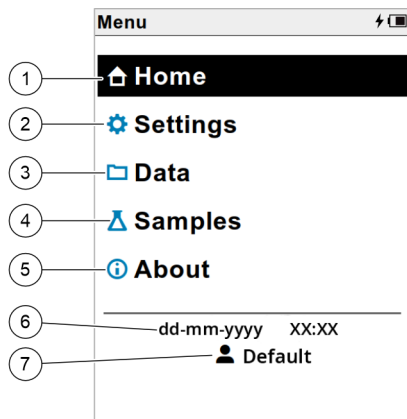 Menu
1 Home
2 Settings
3 Data
4 Samples
5 About
6 dd-mm-yyyy XX:XX
7 Default